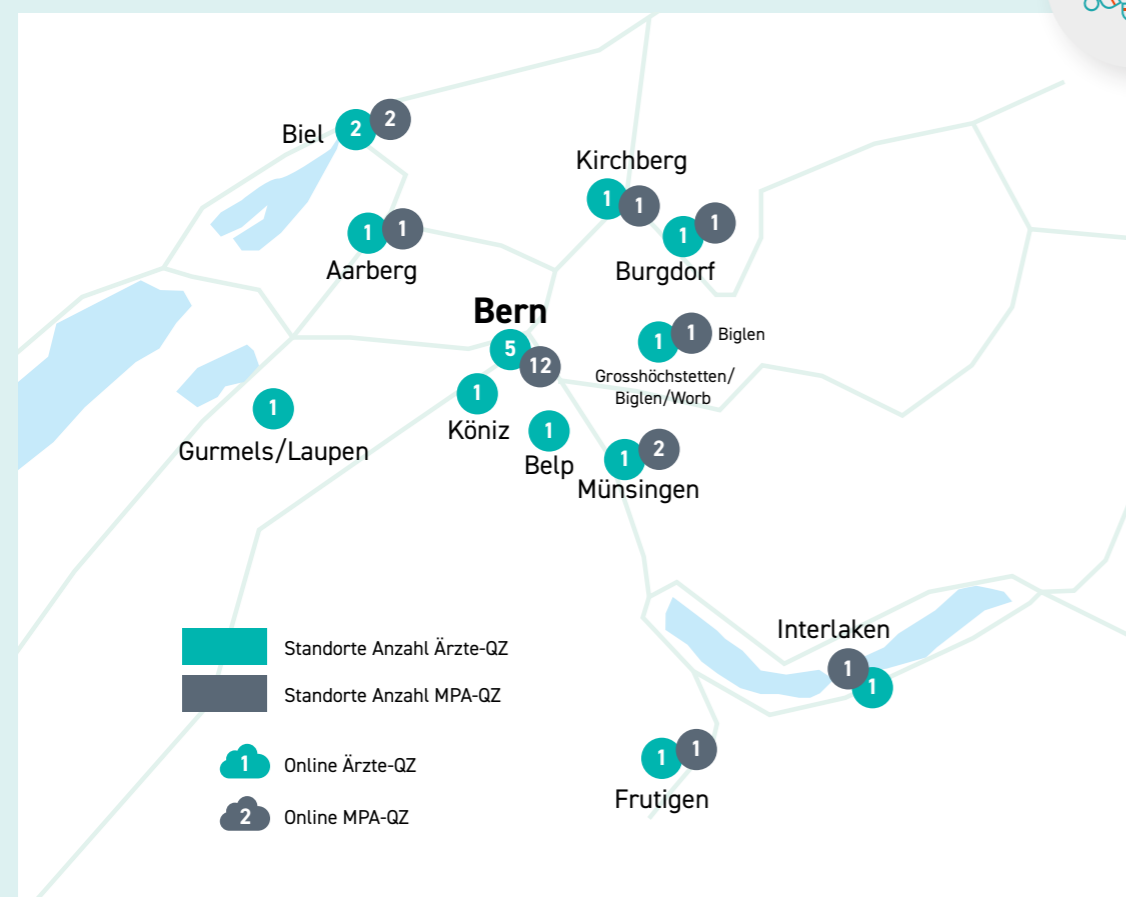 Biel
2
2
Kirchberg
1
1
1
1
Burgdorf
1
1
Aarberg
Bern
5
12
1
1
Biglen
Grosshöchstetten/
Biglen/Worb
1
Köniz
1
Belp
1
2
Münsingen
1
Gurmels/Laupen
Interlaken
1
1
1
1
Frutigen
Standorte Anzahl Ärzte-QZ
Standorte Anzahl MPA-QZ
1
Online Ärzte-QZ
2
Online MPA-QZ